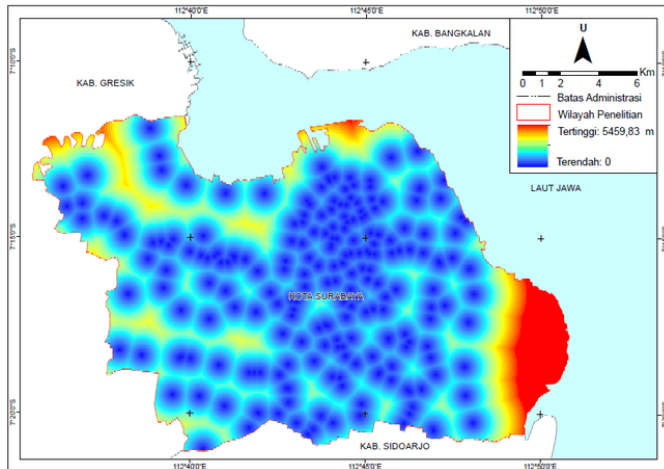 112°40'0"E 112°45'0"E 112°50'0"E
KAB. BANGKALAN
U
7°10'0"S
KAB. GRESIK
0 1 2 4 6 Km
Batas Administrasi
Wilayah Penelitian
Tertinggi: 5459,83 m
Terendah: 0
LAUT JAWA
7°15'0"S
KOTA SURABAYA
7°20'0"S
KAB. SIDOARJO
112°40'0"E 112°45'0"E 112°50'0"E